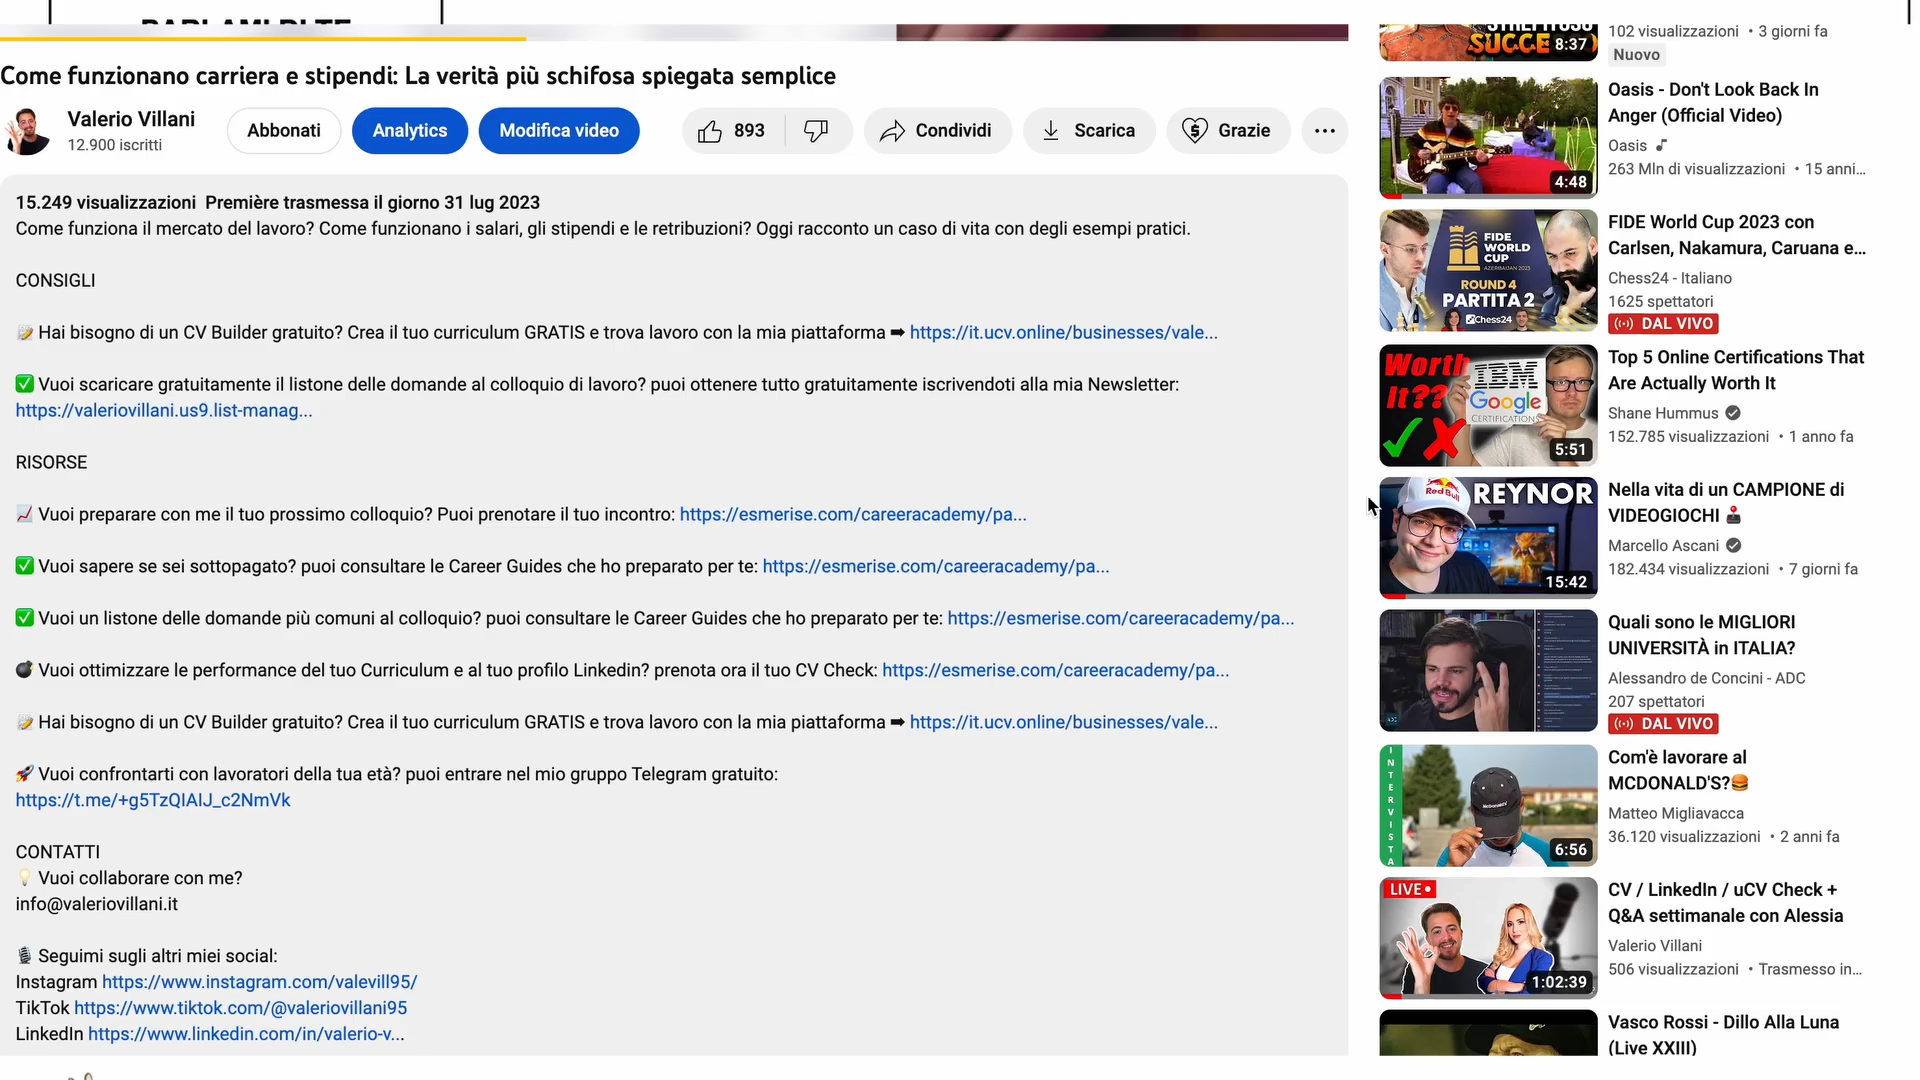 PARLAMI DI TE
Come funzionano carriera e stipendi: La verità più schifosa spiegata semplice
Valerio Villani
12.900 iscritti
Abbonati
Analytics
Modifica video
893
Condividi
Scarica
Grazie
15.249 visualizzazioni Première trasmessa il giorno 31 lug 2023
Come funziona il mercato del lavoro? Come funzionano i salari, gli stipendi e le retribuzioni? Oggi racconto un caso di vita con degli esempi pratici.
CONSIGLI
📝 Hai bisogno di un CV Builder gratuito? Crea il tuo curriculum GRATIS e trova lavoro con la mia piattaforma ➡ https://it.ucv.online/businesses/vale...
✅ Vuoi scaricare gratuitamente il listone delle domande al colloquio di lavoro? puoi ottenere tutto gratuitamente iscrivendoti alla mia Newsletter:
https://valeriovillani.us9.list-manag...
RISORSE
📈 Vuoi preparare con me il tuo prossimo colloquio? Puoi prenotare il tuo incontro: https://esmerise.com/careeracademy/pa...
✅ Vuoi sapere se sei sottopagato? puoi consultare le Career Guides che ho preparato per te: https://esmerise.com/careeracademy/pa...
✅ Vuoi un listone delle domande più comuni al colloquio? puoi consultare le Career Guides che ho preparato per te: https://esmerise.com/careeracademy/pa...
💣 Vuoi ottimizzare le performance del tuo Curriculum e al tuo profilo Linkedin? prenota ora il tuo CV Check: https://esmerise.com/careeracademy/pa...
📝 Hai bisogno di un CV Builder gratuito? Crea il tuo curriculum GRATIS e trova lavoro con la mia piattaforma ➡ https://it.ucv.online/businesses/vale...
🚀 Vuoi confrontarti con lavoratori della tua età? puoi entrare nel mio gruppo Telegram gratuito:
https://t.me/+g5TzQIAIJ_c2NmVk
CONTATTI
💡 Vuoi collaborare con me?
info@valeriovillani.it
🎙 Seguimi sugli altri miei social:
Instagram https://www.instagram.com/valevill95/
TikTok https://www.tiktok.com/@valeriovillani95
LinkedIn https://www.linkedin.com/in/valerio-v...
SUCCE
8:37
102 visualizzazioni • 3 giorni fa
Nuovo
4:48
Oasis - Don't Look Back In
Anger (Official Video)
Oasis
263 Mln di visualizzazioni • 15 anni...
FIDE
WORLD
CUP
AZERBAIJAN 2023
ROUND 4
PARTITA 2
Chess24
FIDE World Cup 2023 con
Carlsen, Nakamura, Caruana e...
Chess24 - Italiano
1625 spettatori
DAL VIVO
Worth
It??
IBM
Google
CERTIFICATIONS
5:51
Top 5 Online Certifications That
Are Actually Worth It
Shane Hummus
152.785 visualizzazioni • 1 anno fa
Red Bull
REYNOR
15:42
Nella vita di un CAMPIONE di
VIDEOGIOCHI 🕹
Marcello Ascani
182.434 visualizzazioni • 7 giorni fa
Quali sono le MIGLIORI
UNIVERSITÀ in ITALIA?
Alessandro de Concini - ADC
207 spettatori
DAL VIVO
INTERVISTA
6:56
Com'è lavorare al
MCDONALD'S?🍔
Matteo Migliavacca
36.120 visualizzazioni • 2 anni fa
LIVE
1:02:39
CV / LinkedIn / uCV Check +
Q&A settimanale con Alessia
Valerio Villani
506 visualizzazioni • Trasmesso in...
Vasco Rossi - Dillo Alla Luna
(Live XXIII)